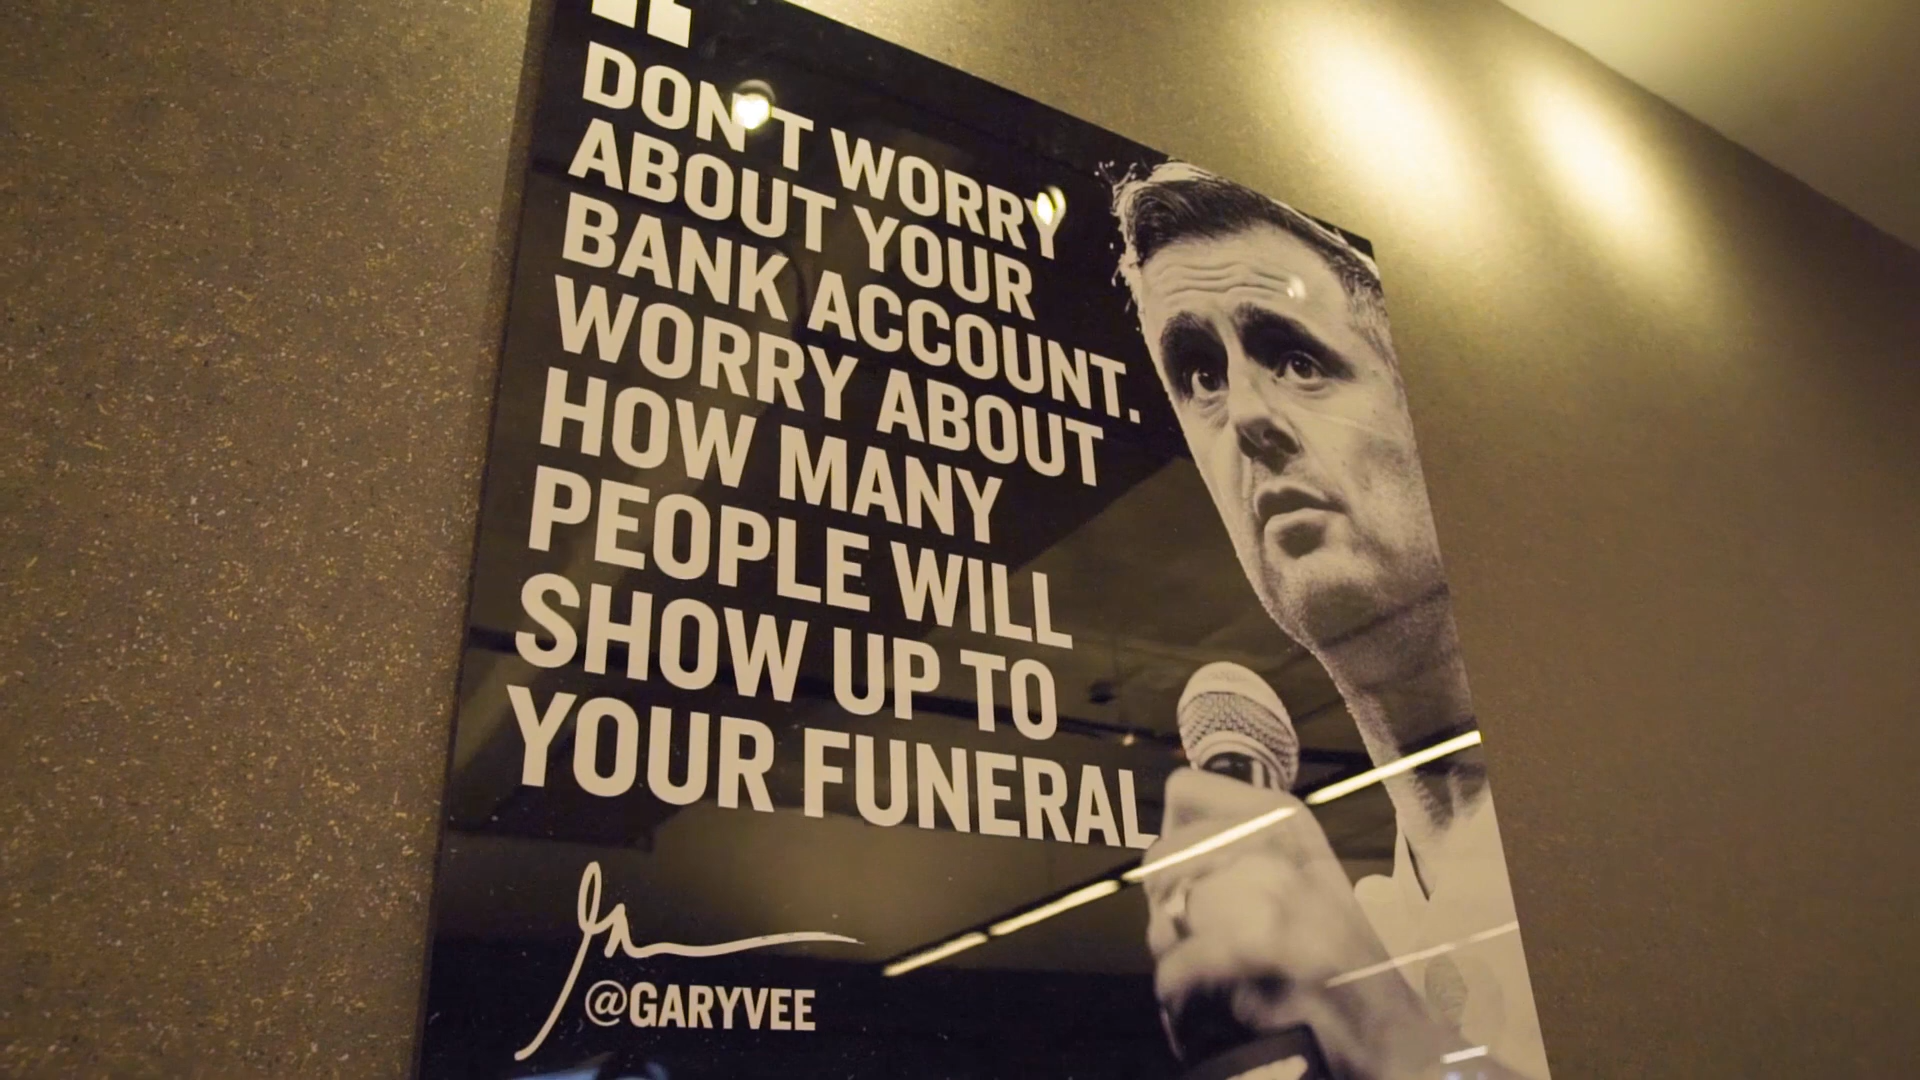 “
DON'T WORRY
ABOUT YOUR
BANK ACCOUNT.
WORRY ABOUT
HOW MANY
PEOPLE WILL
SHOW UP TO
YOUR FUNERAL
@GARYVEE